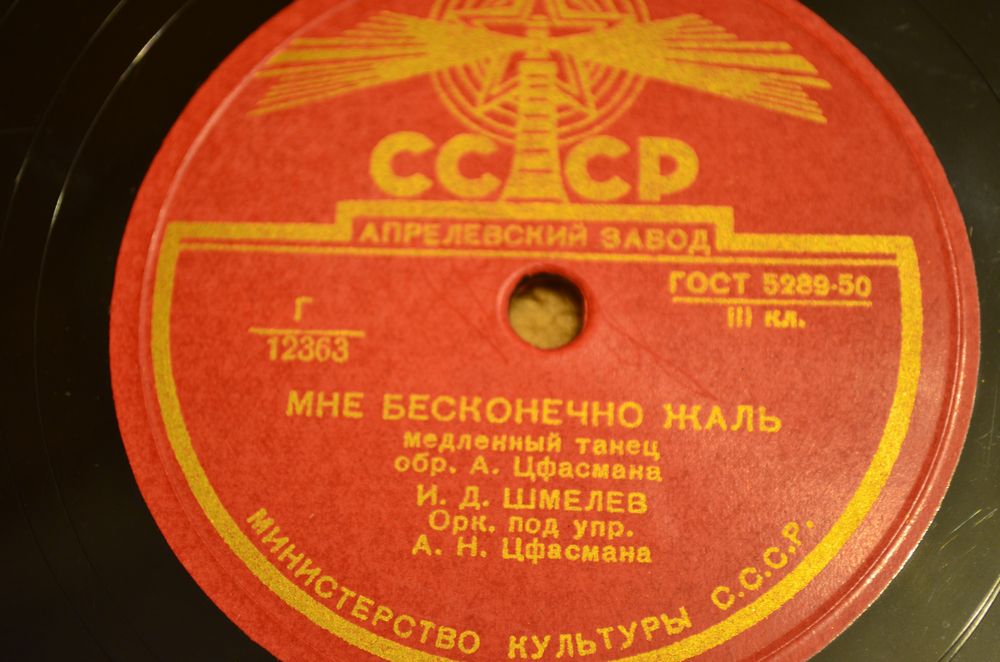 СССР
АПРЕЛЕВСКИЙ ЗАВОД
ГОСТ 5289-50
III кл.
Г
12363
МНЕ БЕСКОНЕЧНО ЖАЛЬ
медленный танец
обр. А. Цфасмана
И. Д. ШМЕЛЕВ
Орк. под упр.
А. Н. Цфасмана
МИНИСТЕРСТВО КУЛЬТУРЫ С.С.С.Р.